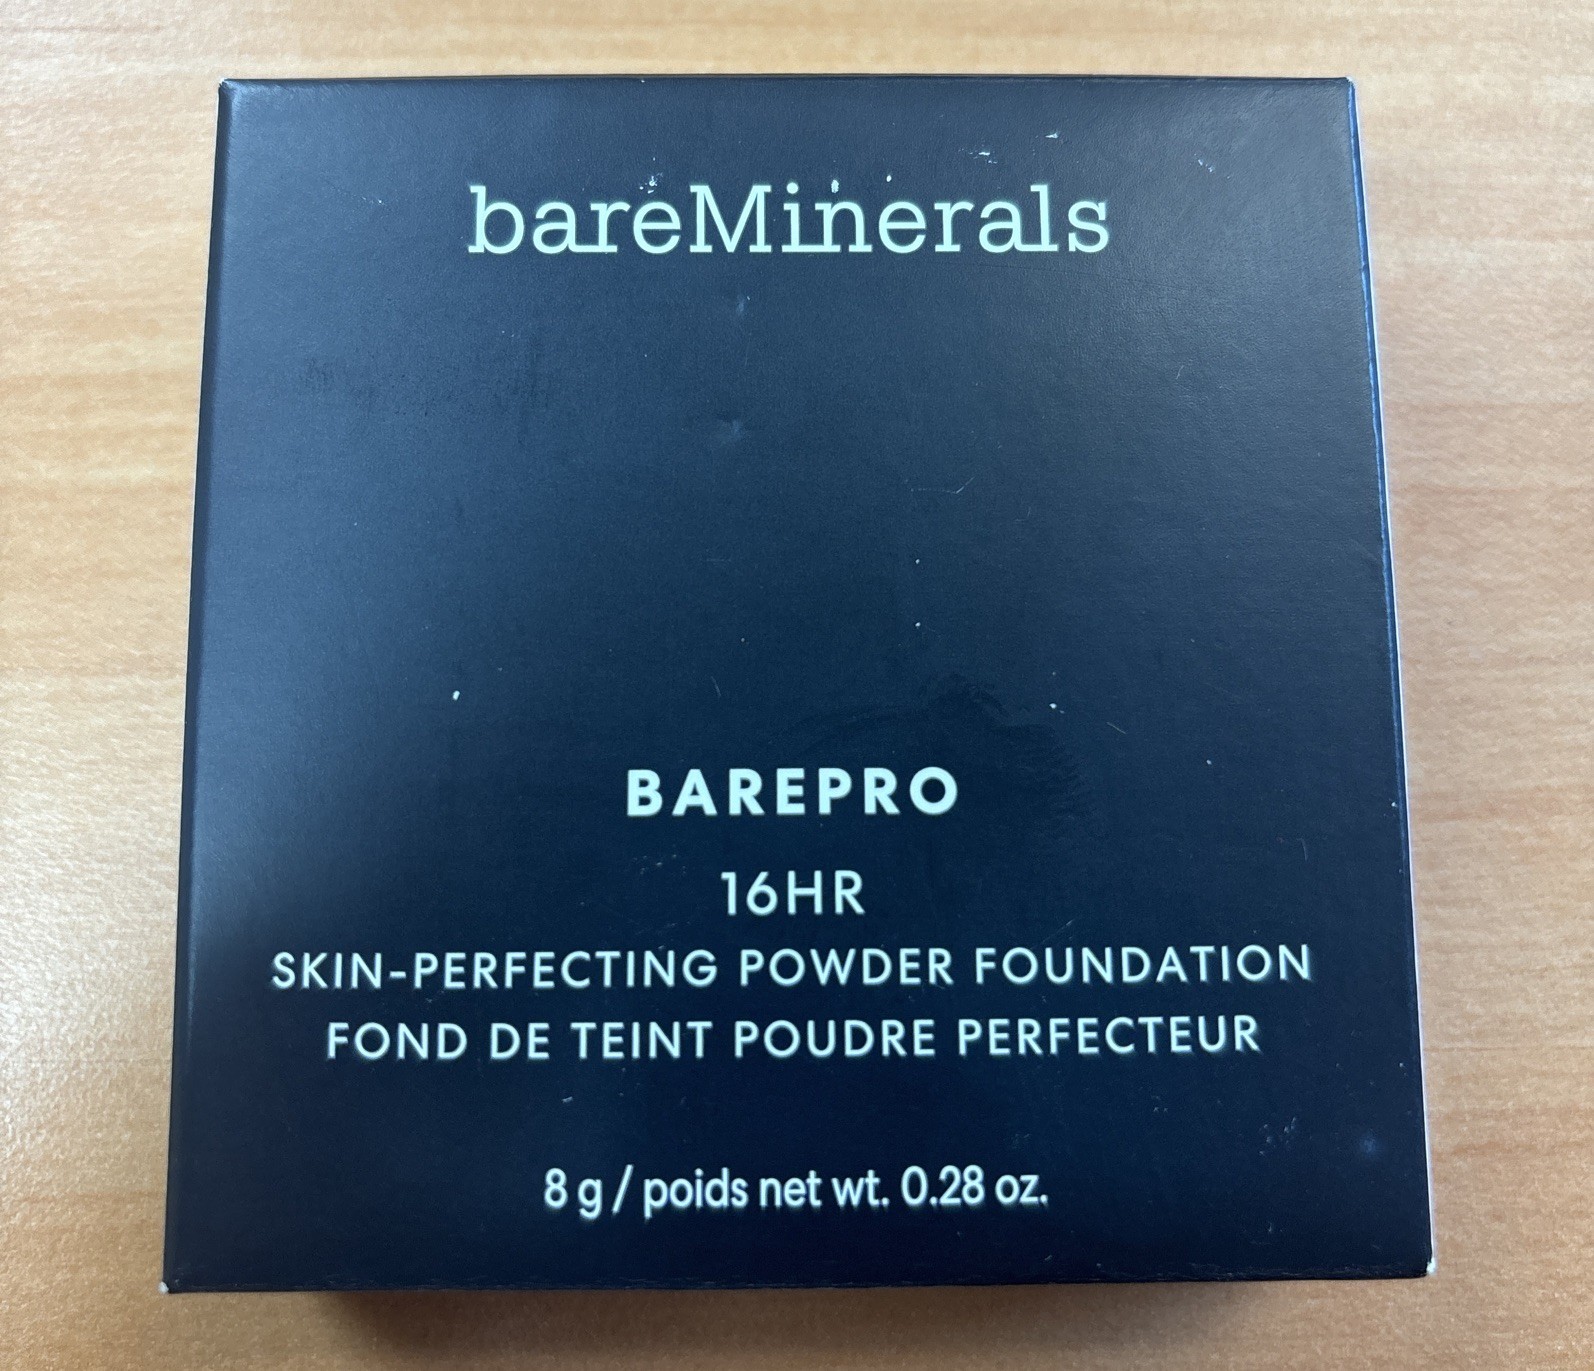 bareMinerals
BAREPRO
16HR
SKIN-PERFECTING POWDER FOUNDATION
FOND DE TEINT POUDRE PERFECTEUR
8 g / poids net wt. 0.28 oz.